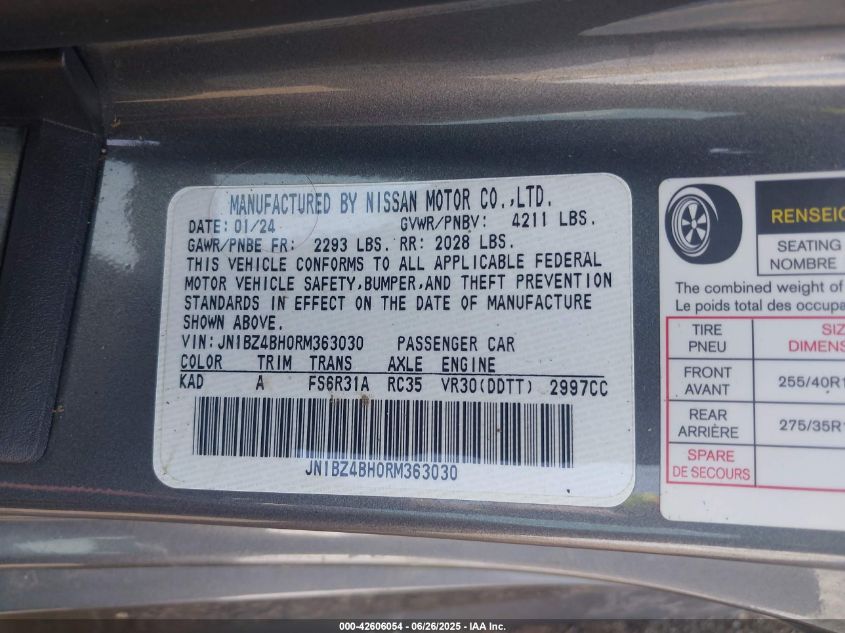 MANUFACTURED BY NISSAN MOTOR CO.,LTD.
DATE: 01/24 GVWR/PNBV: 4211 LBS.
GAWR/PNBE FR: 2293 LBS. RR: 2028 LBS.
THIS VEHICLE CONFORMS TO ALL APPLICABLE FEDERAL
MOTOR VEHICLE SAFETY,BUMPER,AND THEFT PREVENTION
STANDARDS IN EFFECT ON THE DATE OF MANUFACTURE
SHOWN ABOVE.
VIN:JN1BZ4BH0RM363030 PASSENGER CAR
COLOR TRIM TRANS AXLE ENGINE
KAD A FS6R31A RC35 VR30(DDTT) 2997CC
JN1BZ4BH0RM363030
RENSEIG
SEATING
NOMBRE
The combined weight of
Le poids total des occupa
TIRE SIZ
PNEU DIMENS
FRONT
AVANT 255/40R1
REAR
ARRIÈRE 275/35R1
SPARE
DE SECOURS
000-42606054 - 06/26/2025 - IAA Inc.